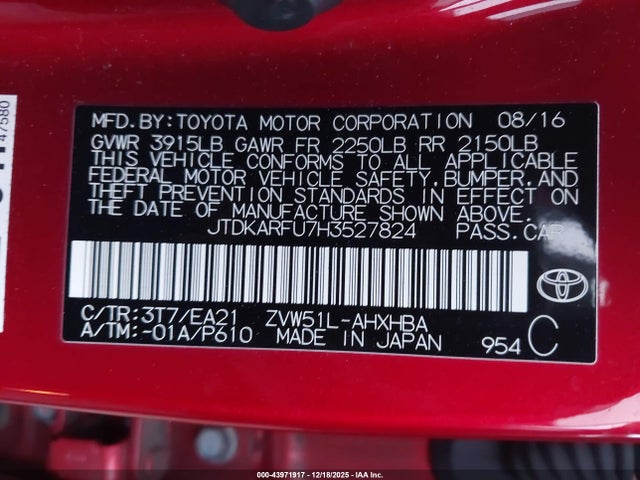 47580
MFD.BY:TOYOTA MOTOR CORPORATION 08/16
GVWR 3915LB GAWR FR 2250LB RR 2150LB
THIS VEHICLE CONFORMS TO ALL APPLICABLE
FEDERAL MOTOR VEHICLE SAFETY,BUMPER,AND
THEFT PREVENTION STANDARDS IN EFFECT ON
THE DATE OF MANUFACTURE SHOWN ABOVE.
JTDKARFU7H3527824 PASS.CAR
C/TR:3T7/EA21 ZVW51L-AHXHBA
A/TM:-01A/P610 MADE IN JAPAN 954 C
00-43971917 - 12/18/2025 - IAA Inc.